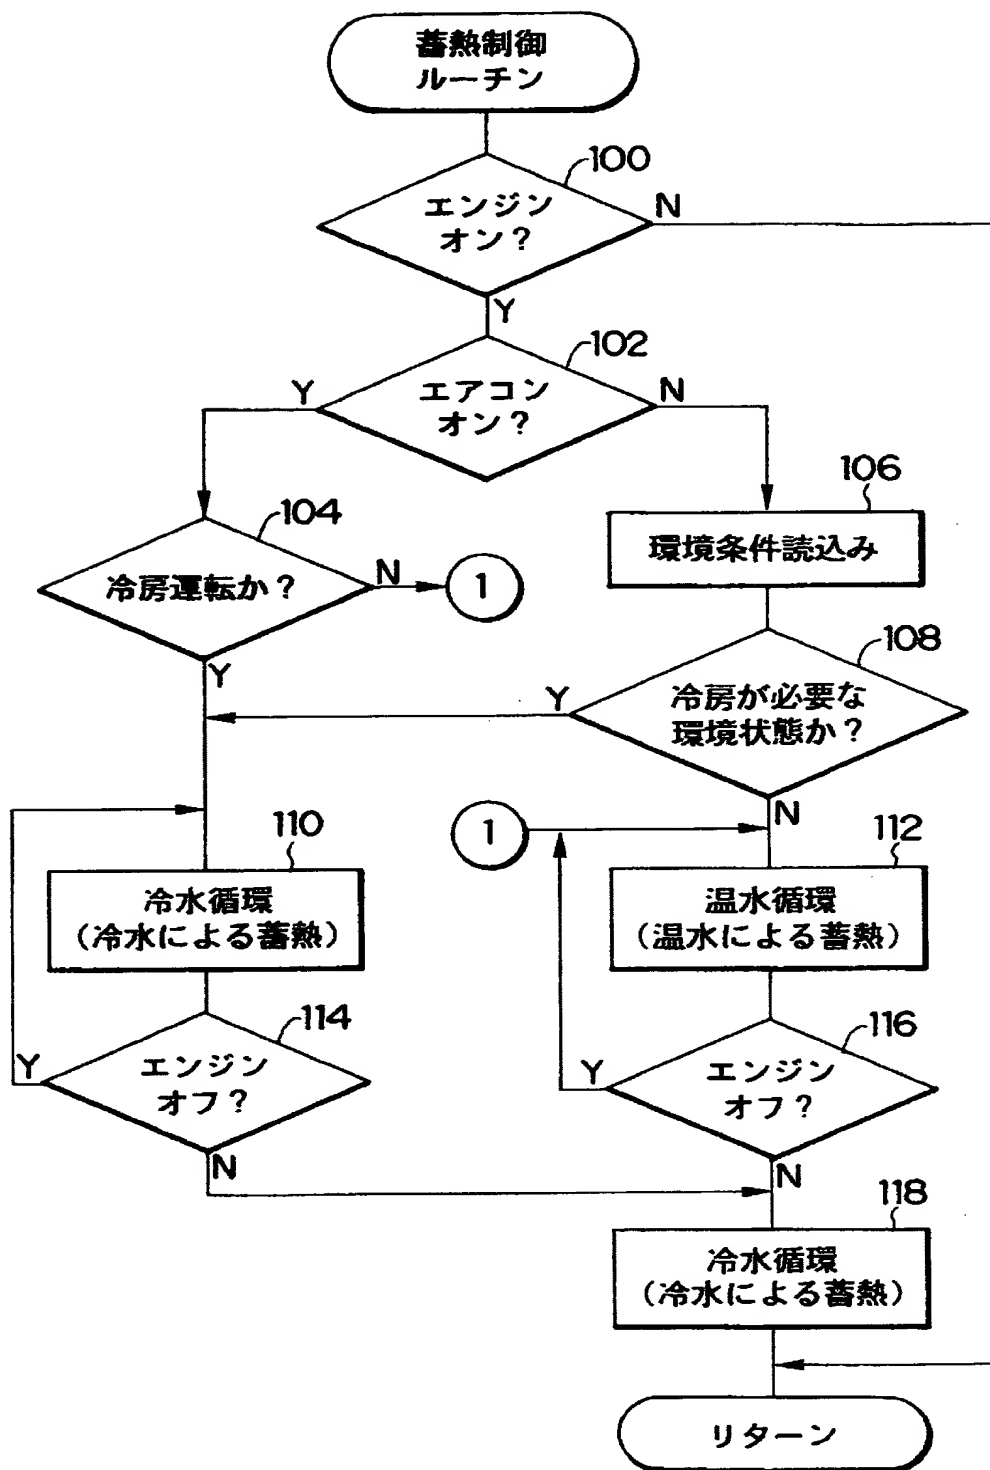 蓄熱制御
ルーチン
100
エンジン
オン?
N
Y
102
エアコン
オン?
Y
N
104
冷房運転か?
N
1
Y
106
環境条件読込み
108
冷房が必要な
環境状態か?
Y
N
1
110
冷水循環
(冷水による蓄熱)
112
温水循環
(温水による蓄熱)
114
エンジン
オフ?
Y
N
116
エンジン
オフ?
Y
N
118
冷水循環
(冷水による蓄熱)
リターン